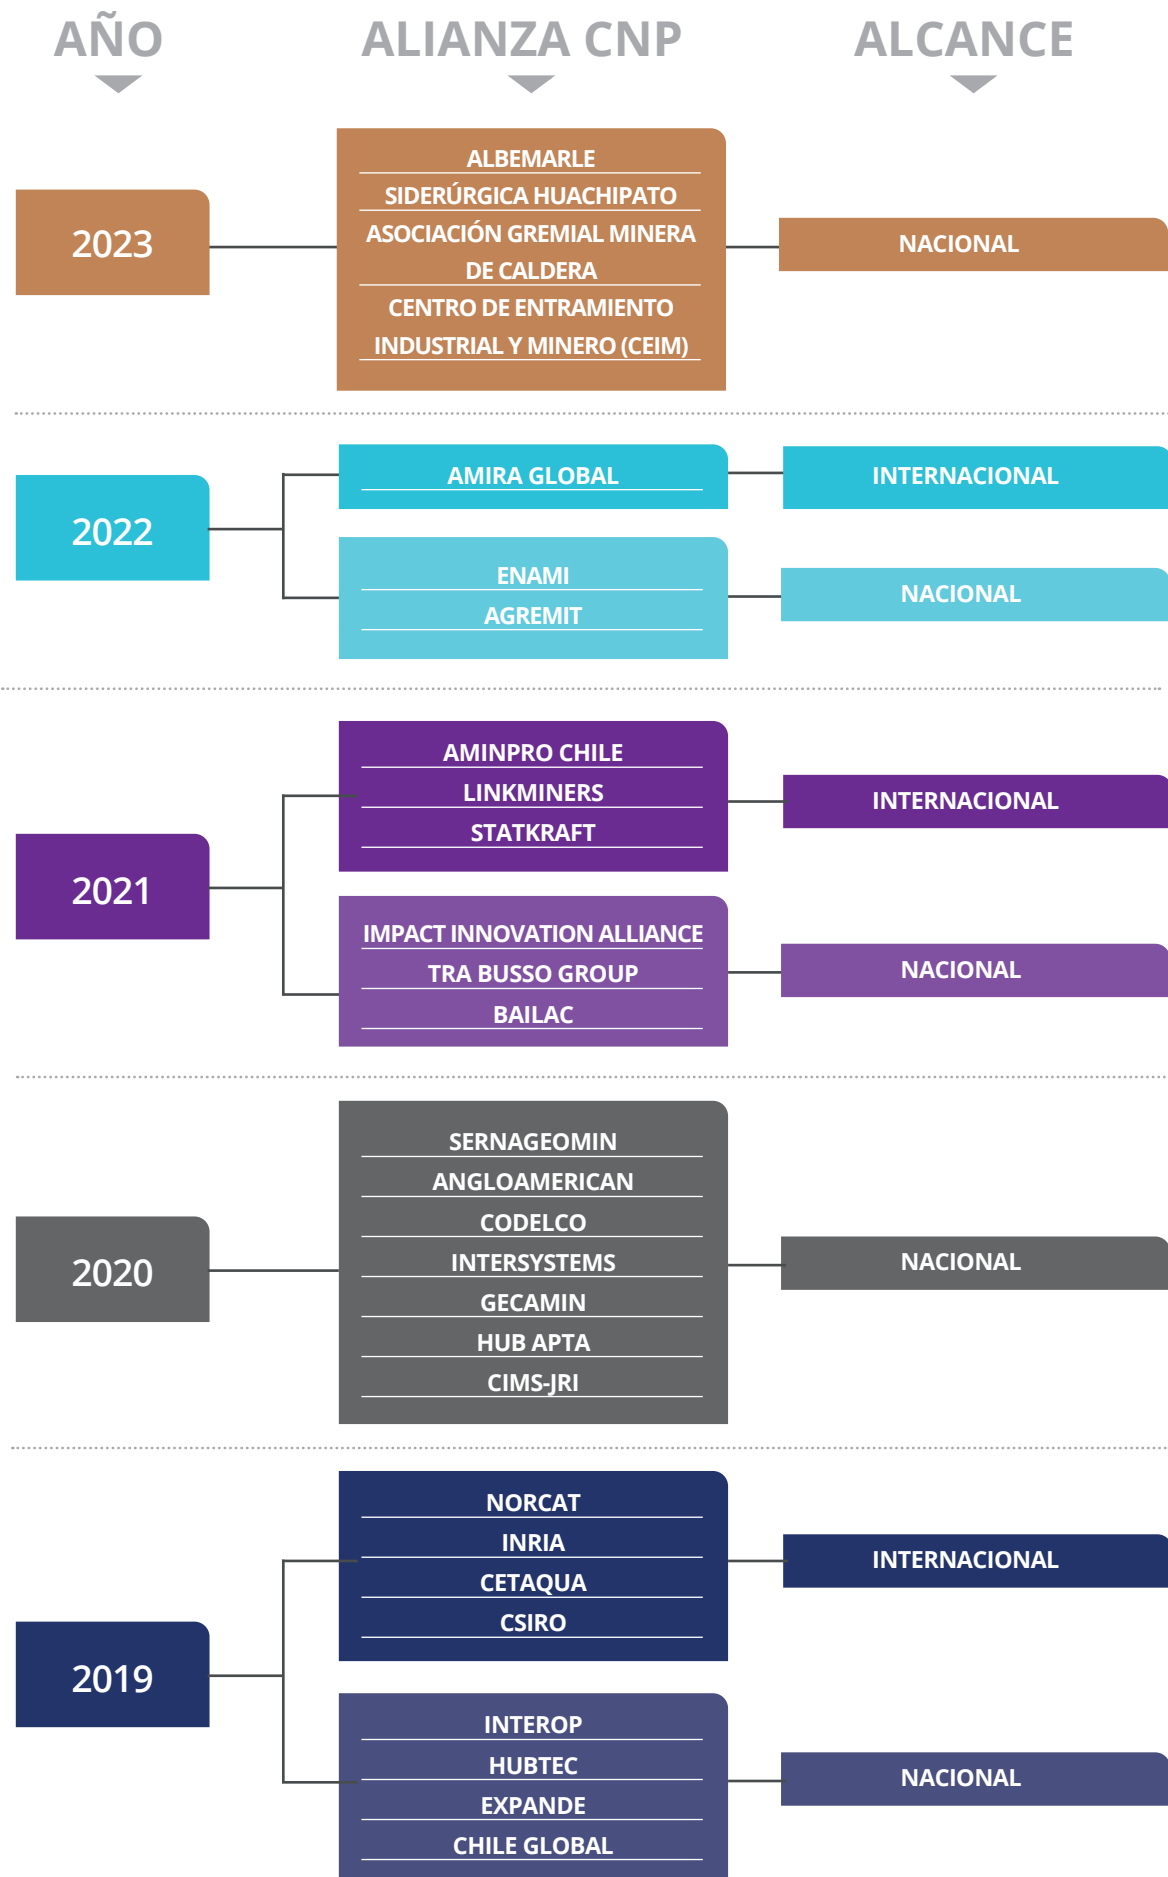 AÑO
ALIANZA CNP
ALCANCE
2023
ALBEMARLE
SIDERÚRGICA HUACHIPATO
ASOCIACIÓN GREMIAL MINERA
DE CALDERA
CENTRO DE ENTRAMIENTO
INDUSTRIAL Y MINERO (CEIM)
NACIONAL
2022
AMIRA GLOBAL
INTERNACIONAL
ENAMI
AGREMIT
NACIONAL
2021
AMINPRO CHILE
LINKMINERS
STATKRAFT
INTERNACIONAL
IMPACT INNOVATION ALLIANCE
TRA BUSSO GROUP
BAILAC
NACIONAL
2020
SERNAGEOMIN
ANGLOAMERICAN
CODELCO
INTERSYSTEMS
GECAMIN
HUB APTA
CIMS-JRI
NACIONAL
2019
NORCAT
INRIA
CETAQUA
CSIRO
INTERNACIONAL
INTEROP
HUBTEC
EXPANDE
CHILE GLOBAL
NACIONAL